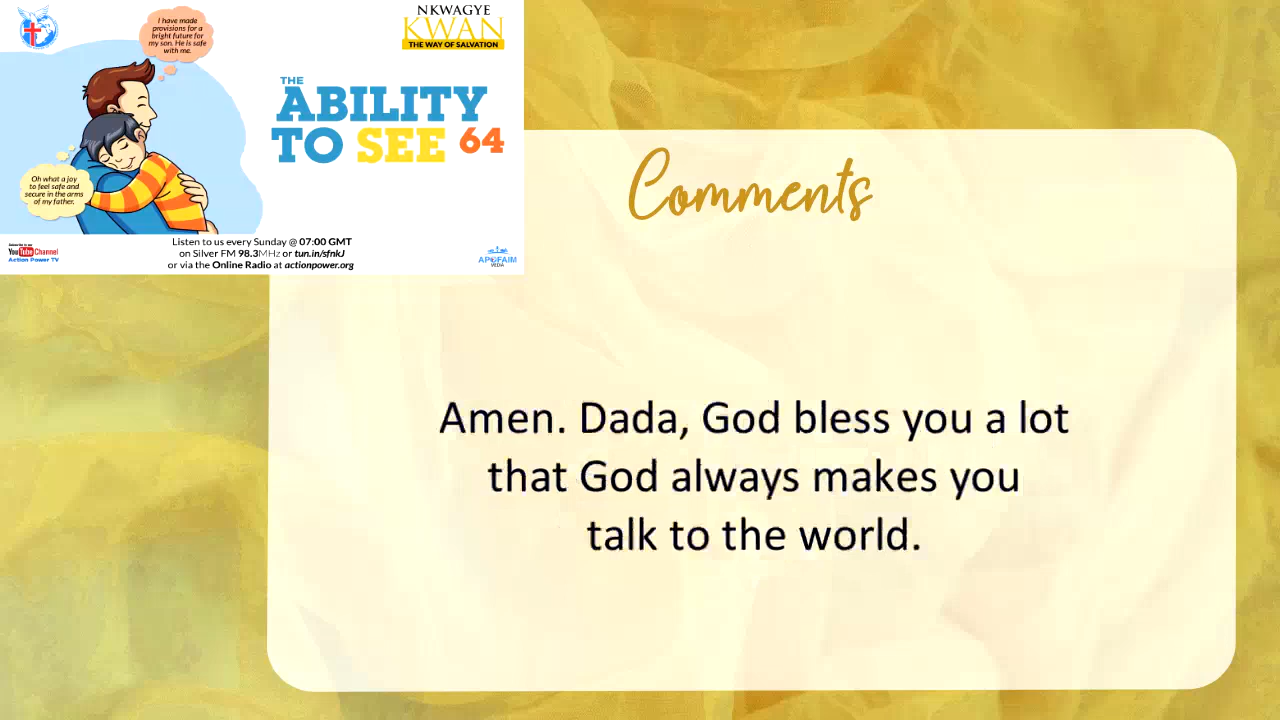 I have made
provisions for a
bright future for
my son. He is safe
with me.
NKWAGYE
KWAN
THE WAY OF SALVATION
THE
ABILITY
TO SEE 64
Oh what a joy
to feel safe and
secure in the arms
of my father.
Listen to us every Sunday @ 07:00 GMT
on Silver FM 98.3MHz or tun.in/sfnkJ
or via the Online Radio at actionpower.org
YouTube Channel
Action Power TV
APOFAIM
MEDIA
Comments
Amen. Dada, God bless you a lot
that God always makes you
talk to the world.